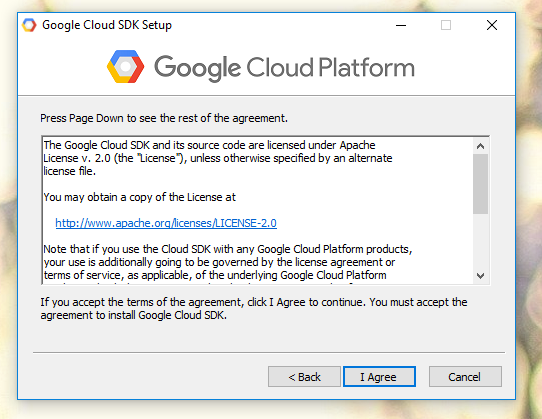 Google Cloud SDK Setup
Google Cloud Platform
Press Page Down to see the rest of the agreement.
The Google Cloud SDK and its source code are licensed under Apache
License v. 2.0 (the "License"), unless otherwise specified by an alternate
license file.
You may obtain a copy of the License at
http://www.apache.org/licenses/LICENSE-2.0
Note that if you use the Cloud SDK with any Google Cloud Platform products,
your use is additionally going to be governed by the license agreement or
terms of service, as applicable, of the underlying Google Cloud Platform
If you accept the terms of the agreement, click I Agree to continue. You must accept the
agreement to install Google Cloud SDK.
< Back
I Agree
Cancel